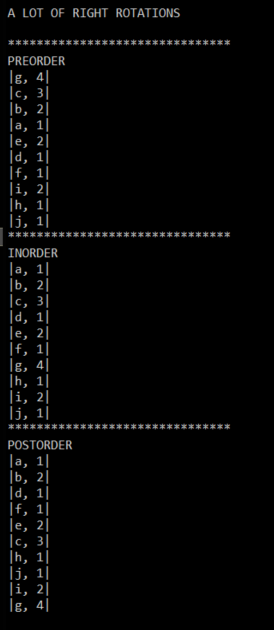 A LOT OF RIGHT ROTATIONS
*******************************
PREORDER
|g, 4|
|c, 3|
|b, 2|
|a, 1|
|e, 2|
|d, 1|
|f, 1|
|i, 2|
|h, 1|
|j, 1|
*******************************
INORDER
|a, 1|
|b, 2|
|c, 3|
|d, 1|
|e, 2|
|f, 1|
|g, 4|
|h, 1|
|i, 2|
|j, 1|
*******************************
POSTORDER
|a, 1|
|b, 2|
|d, 1|
|f, 1|
|e, 2|
|c, 3|
|h, 1|
|j, 1|
|i, 2|
|g, 4|